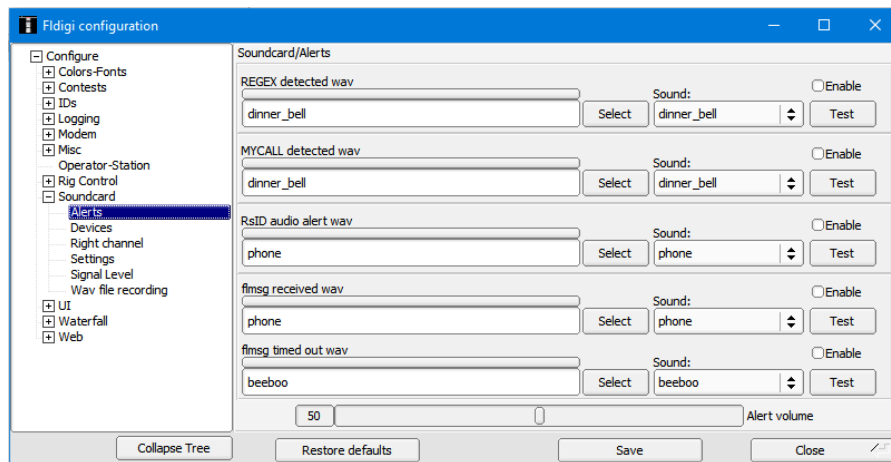 Fldigi configuration
Configure
Colors-Fonts
Contests
IDs
Logging
Modem
Misc
Operator-Station
Rig Control
Soundcard
Alerts
Devices
Right channel
Settings
Signal Level
Wav file recording
UI
Waterfall
Web
Collapse Tree
Soundcard/Alerts
REGEX detected wav
Sound:
Enable
dinner_bell
Select
dinner_bell
Test
MYCALL detected wav
Sound:
Enable
dinner_bell
Select
dinner_bell
Test
RsID audio alert wav
Sound:
Enable
phone
Select
phone
Test
flmsg received wav
Sound:
Enable
phone
Select
phone
Test
flmsg timed out wav
Sound:
Enable
beeboo
Select
beeboo
Test
50
Alert volume
Restore defaults
Save
Close